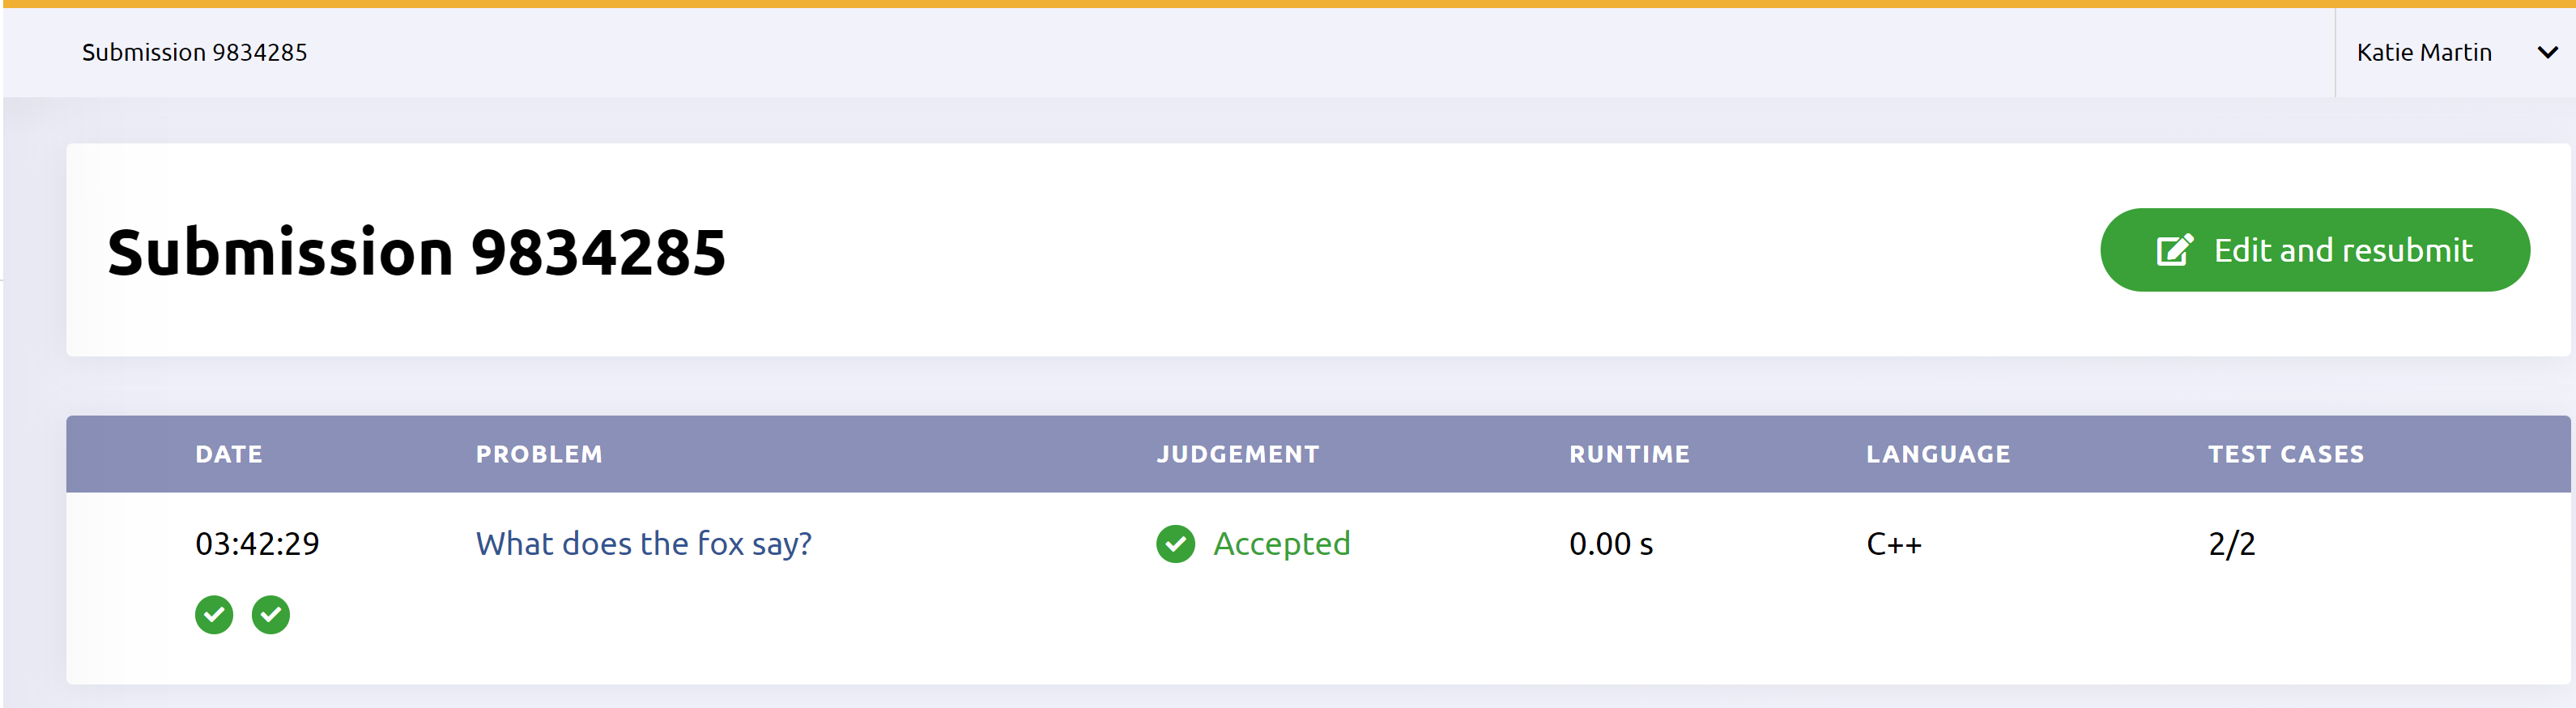 Submission 9834285
Katie Martin
Submission 9834285
Edit and resubmit
DATE PROBLEM JUDGEMENT RUNTIME LANGUAGE TEST CASES
03:42:29 What does the fox say? Accepted 0.00 s C++ 2/2